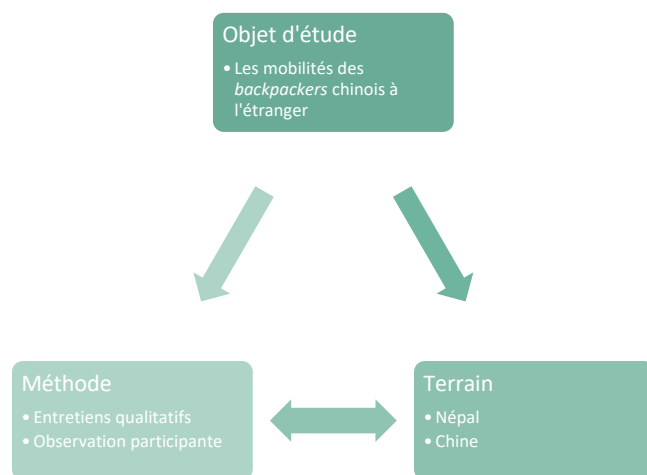 Objet d'étude
• Les mobilités des
backpackers chinois à
l'étranger
Méthode
• Entretiens qualitatifs
• Observation participante
Terrain
• Népal
• Chine